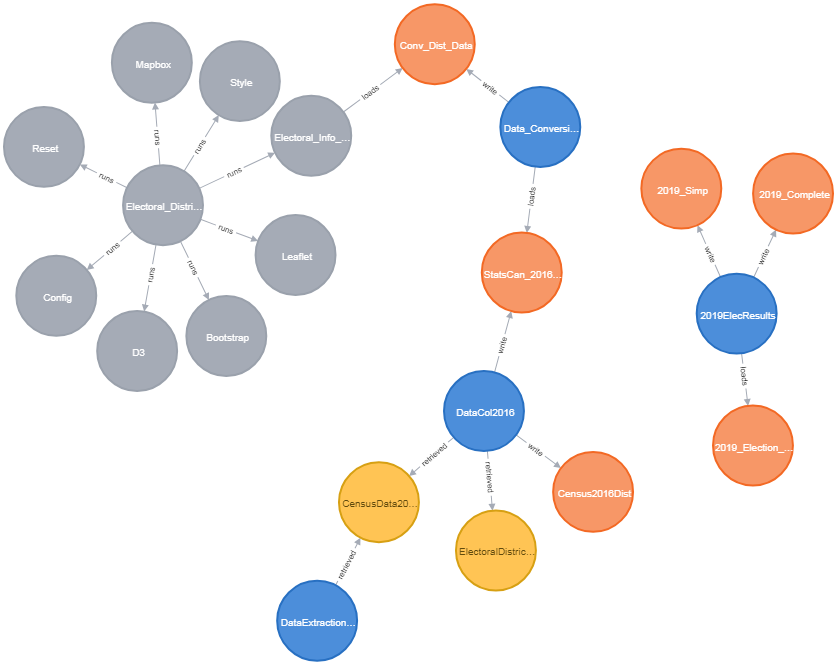 Conv_Dist_Data
Mapbox
Style
loads
write
Electoral_Info_...
Data_Conversi...
runs
runs
Reset
runs
runs
Electoral_Distri...
loads
2019_Simp
2019_Complete
runs
Leaflet
runs
runs
runs
write
write
StatsCan_2016...
Config
2019ElecResults
Bootstrap
D3
write
loads
DataCol2016
retrieved
retrieved
write
2019_Election_...
CensusData20...
Census2016Dist
ElectoralDistric...
retrieved
DataExtraction...